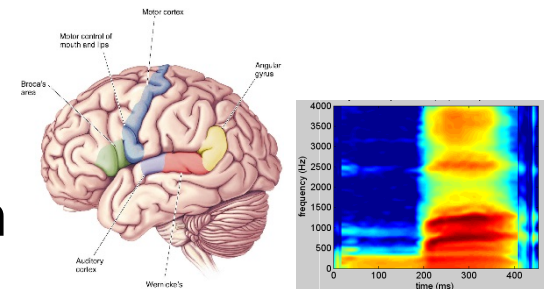 Motor cortex
Motor control of
mouth and lips
Broca's
area
Angular
gyrus
Auditory
cortex
Wernicke's
4000
3500
3000
2500
2000
1500
1000
500
0
frequency (Hz)
0 100 200 300 400
time (ms)